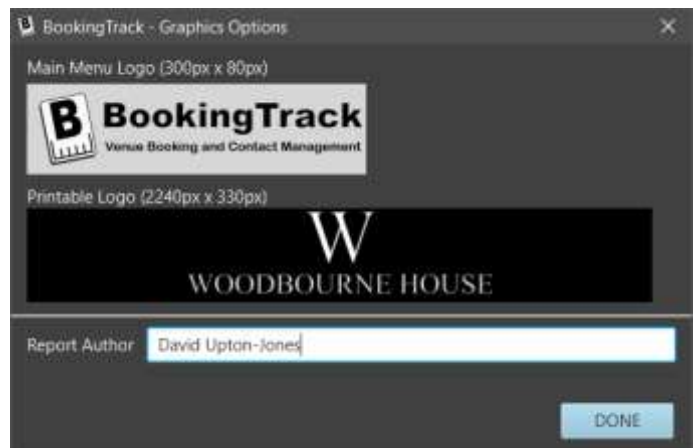 BookingTrack - Graphics Options
Main Menu Logo (300px x 80px)
B
BookingTrack
Venue Booking and Contact Management
Printable Logo (2240px x 330px)
W
WOODBOURNE HOUSE
Report Author David Upton-Jones
DONE